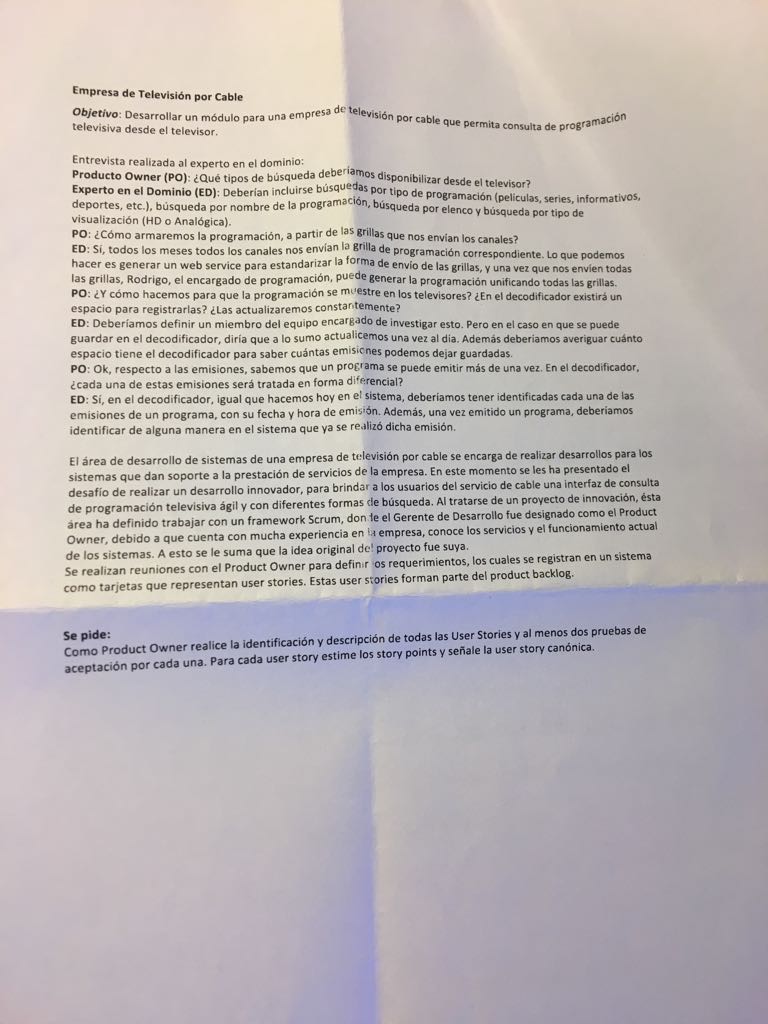 Empresa de Televisión por Cable
Objetivo: Desarrollar un módulo para una empresa de televisión por cable que permita consulta de programación
televisiva desde el televisor.
Entrevista realizada al experto en el dominio:
Producto Owner (PO): ¿Qué tipos de búsqueda deberíamos disponibilizar desde el televisor?
Experto en el Dominio (ED): Deberían incluirse búsquedas por tipo de programación (películas, series, informativos,
deportes, etc.), búsqueda por nombre de la programación, búsqueda por elenco y búsqueda por tipo de
visualización (HD o Analógica).
PO: ¿Cómo armaremos la programación, a partir de las grillas que nos envían los canales?
ED: Sí, todos los meses todos los canales nos envían la grilla de programación correspondiente. Lo que podemos
hacer es generar un web service para estandarizar la forma de envío de las grillas, y una vez que nos envíen todas
las grillas, Rodrigo, el encargado de programación, puede generar la programación unificando todas las grillas.
PO: ¿Y cómo hacemos para que la programación se muestre en los televisores? ¿En el decodificador existirá un
espacio para registrarlas? ¿Las actualizaremos constantemente?
ED: Deberíamos definir un miembro del equipo encargado de investigar esto. Pero en el caso en que se puede
guardar en el decodificador, diría que a lo sumo actualicemos una vez al día. Además deberíamos averiguar cuánto
espacio tiene el decodificador para saber cuántas emisiones podemos dejar guardadas.
PO: Ok, respecto a las emisiones, sabemos que un programa se puede emitir más de una vez. En el decodificador,
¿cada una de estas emisiones será tratada en forma diferencial?
ED: Sí, en el decodificador, igual que hacemos hoy en el sistema, deberíamos tener identificadas cada una de las
emisiones de un programa, con su fecha y hora de emisión. Además, una vez emitido un programa, deberíamos
identificar de alguna manera en el sistema que ya se realizó dicha emisión.
El área de desarrollo de sistemas de una empresa de televisión por cable se encarga de realizar desarrollos para los
sistemas que dan soporte a la prestación de servicios de la empresa. En este momento se les ha presentado el
desafío de realizar un desarrollo innovador, para brindar a los usuarios del servicio de cable una interfaz de consulta
de programación televisiva ágil y con diferentes formas de búsqueda. Al tratarse de un proyecto de innovación, ésta
área ha definido trabajar con un framework Scrum, donde el Gerente de Desarrollo fue designado como el Product
Owner, debido a que cuenta con mucha experiencia en la empresa, conoce los servicios y el funcionamiento actual
de los sistemas. A esto se le suma que la idea original del proyecto fue suya.
Se realizan reuniones con el Product Owner para definir los requerimientos, los cuales se registran en un sistema
como tarjetas que representan user stories. Estas user stories forman parte del product backlog.
Se pide:
Como Product Owner realice la identificación y descripción de todas las User Stories y al menos dos pruebas de
aceptación por cada una. Para cada user story estime los story points y señale la user story canónica.